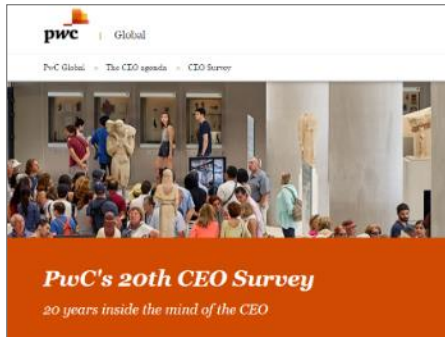 pwc | Global
PwC Global The CEO agenda CEO Survey
PwC's 20th CEO Survey
20 years inside the mind of the CEO